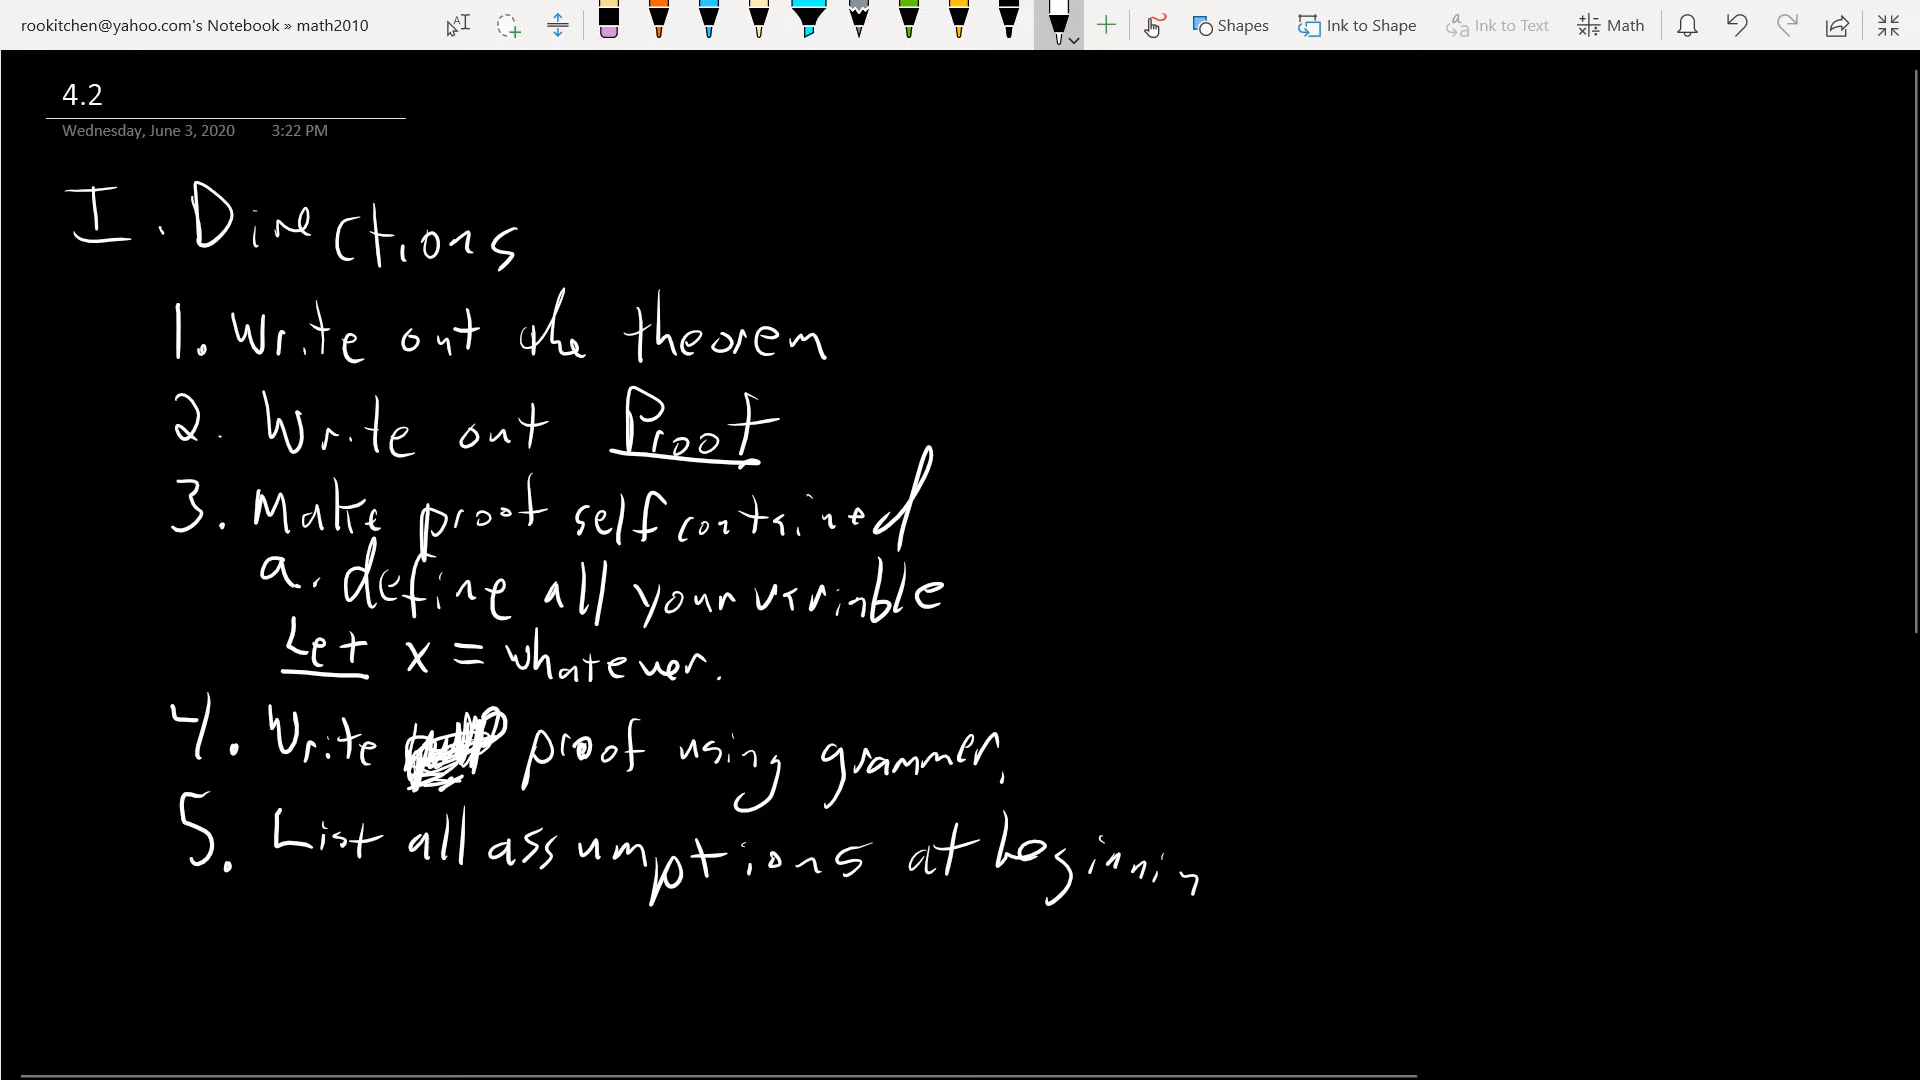 rookitchen@yahoo.com's Notebook » math2010
Shapes
Ink to Shape
Ink to Text
Math
4.2
Wednesday, June 3, 2020 3:22 PM
I. Directions
1. Write out the theorem
2. Write out Proof
3. Make proof self contained
a. define all your variable
Let x = whatever.
4. Write proof using grammer.
5. List all assumptions at beginnin